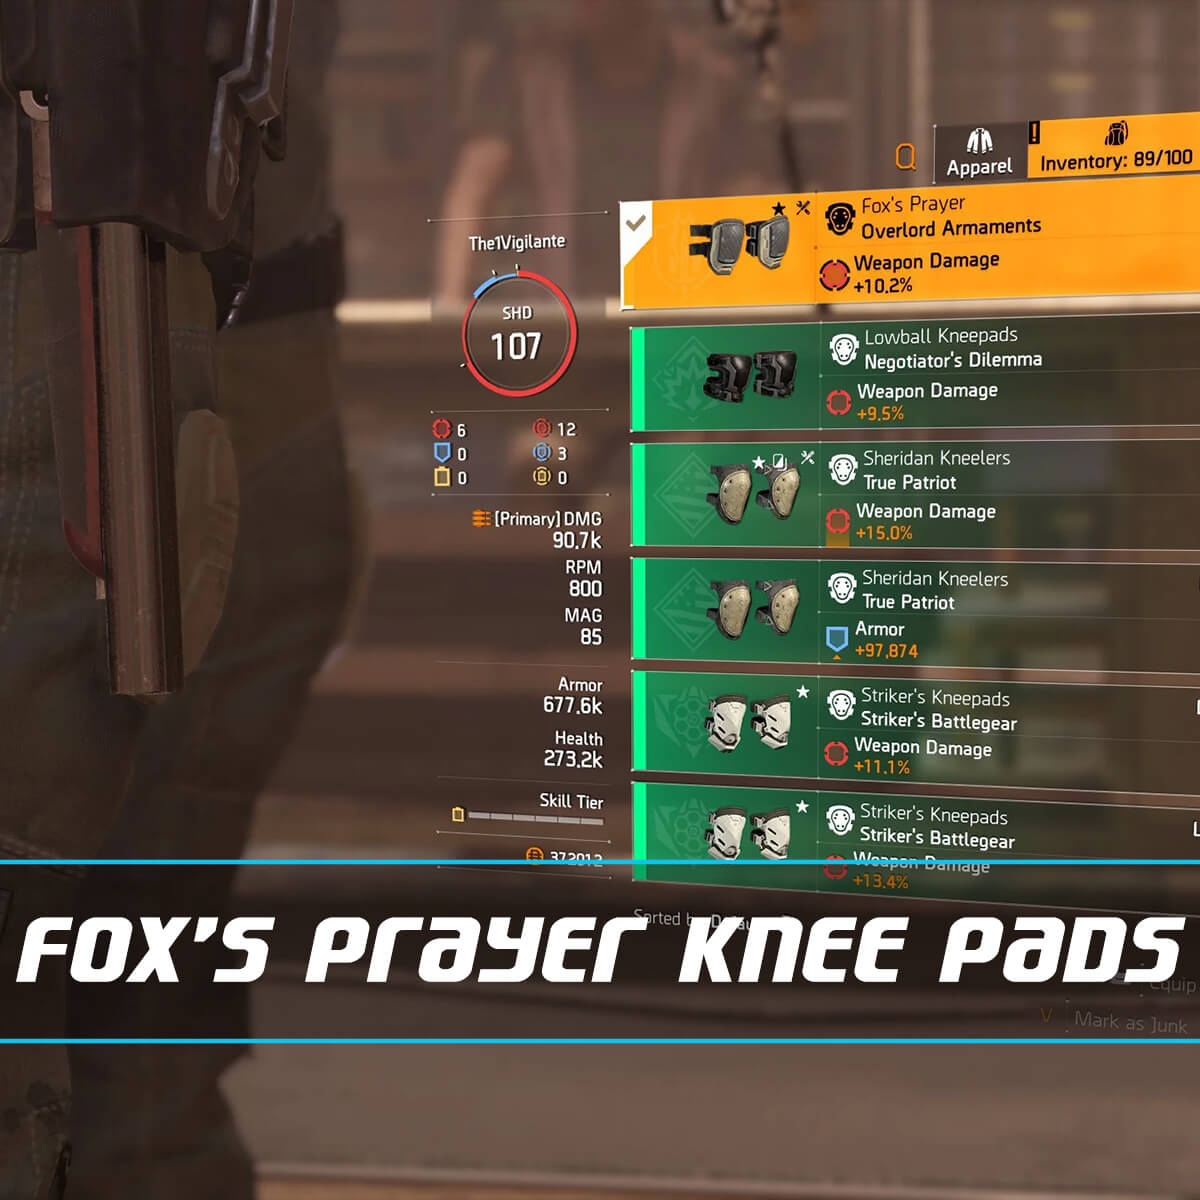 Q
Apparel
! Inventory: 89/100
The1Vigilante
SHD
107
6 12
0 3
0 0
[Primary] DMG
90.7k
RPM
800
MAG
85
Armor
677.6k
Health
273.2k
Skill Tier
372012
Fox's Prayer
Overlord Armaments
Weapon Damage
+10.2%
Lowball Kneepads
Negotiator's Dilemma
Weapon Damage
+9.5%
Sheridan Kneelers
True Patriot
Weapon Damage
+15.0%
Sheridan Kneelers
True Patriot
Armor
+97,874
Striker's Kneepads
Striker's Battlegear
Weapon Damage
+11.1%
Striker's Kneepads
Striker's Battlegear
Weapon Damage
+13.4%
Sorted
FOX'S PRAYER KNEE PADS
Equip
V Mark as Junk